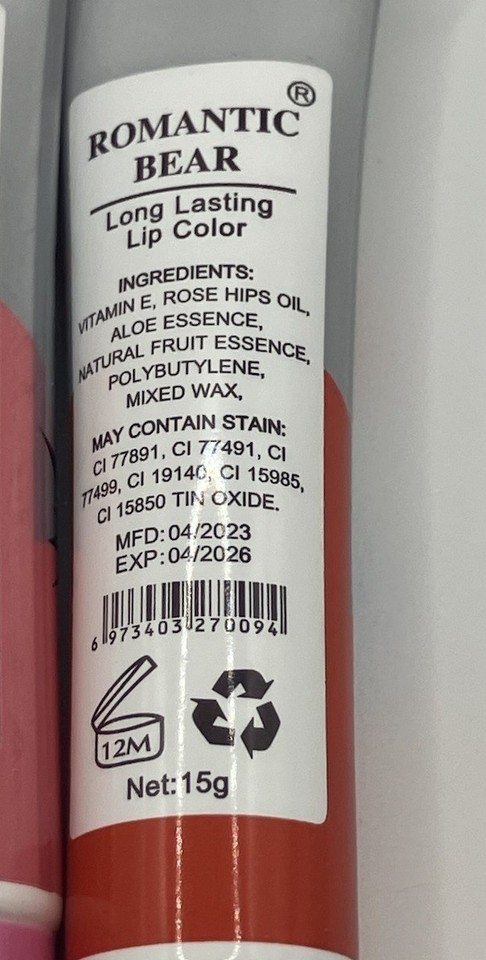 ®
ROMANTIC
BEAR
Long Lasting
Lip Color
INGREDIENTS:
VITAMIN E, ROSE HIPS OIL,
ALOE ESSENCE,
NATURAL FRUIT ESSENCE,
POLYBUTYLENE,
MIXED WAX,
MAY CONTAIN STAIN:
CI 77891, CI 77491, CI
77499, CI 19140, CI 15985,
CI 15850 TIN OXIDE.
MFD:04/2023
EXP:04/2026
6 973403 270094
12M
Net:15g